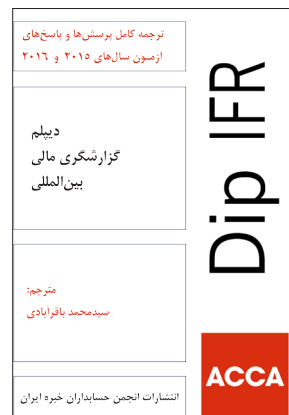 ترجمه کامل پرسش‌ها و پاسخ‌های
آزمـون سال‌های ۲۰۱۵ و ۲۰۱۶
دیپلم
گزارشگری مالی
بین‌المللی
مترجم:
سیدمحمد باقرآبادی
انتشارات انجمن حسابداران خبره ایران
Dip IFR
ACCA